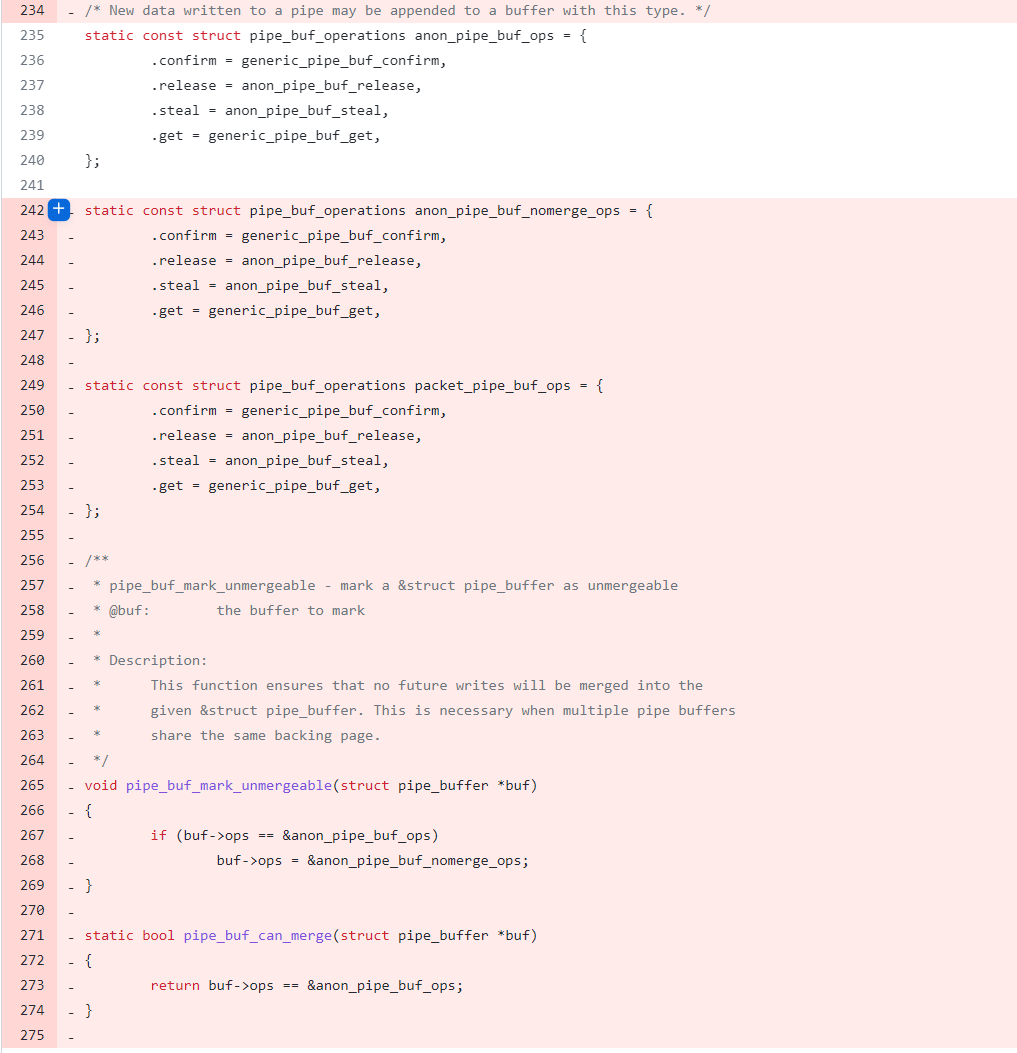 234 - /* New data written to a pipe may be appended to a buffer with this type. */
235 static const struct pipe_buf_operations anon_pipe_buf_ops = {
236         .confirm = generic_pipe_buf_confirm,
237         .release = anon_pipe_buf_release,
238         .steal = anon_pipe_buf_steal,
239         .get = generic_pipe_buf_get,
240 };
241
242 + - static const struct pipe_buf_operations anon_pipe_buf_nomerge_ops = {
243 -         .confirm = generic_pipe_buf_confirm,
244 -         .release = anon_pipe_buf_release,
245 -         .steal = anon_pipe_buf_steal,
246 -         .get = generic_pipe_buf_get,
247 - };
248 -
249 - static const struct pipe_buf_operations packet_pipe_buf_ops = {
250 -         .confirm = generic_pipe_buf_confirm,
251 -         .release = anon_pipe_buf_release,
252 -         .steal = anon_pipe_buf_steal,
253 -         .get = generic_pipe_buf_get,
254 - };
255 -
256 - /**
257 -  * pipe_buf_mark_unmergeable - mark a &struct pipe_buffer as unmergeable
258 -  * @buf:        the buffer to mark
259 -  *
260 -  * Description:
261 -  *      This function ensures that no future writes will be merged into the
262 -  *      given &struct pipe_buffer. This is necessary when multiple pipe buffers
263 -  *      share the same backing page.
264 -  */
265 - void pipe_buf_mark_unmergeable(struct pipe_buffer *buf)
266 - {
267 -         if (buf->ops == &anon_pipe_buf_ops)
268 -                 buf->ops = &anon_pipe_buf_nomerge_ops;
269 - }
270 -
271 - static bool pipe_buf_can_merge(struct pipe_buffer *buf)
272 - {
273 -         return buf->ops == &anon_pipe_buf_ops;
274 - }
275 -